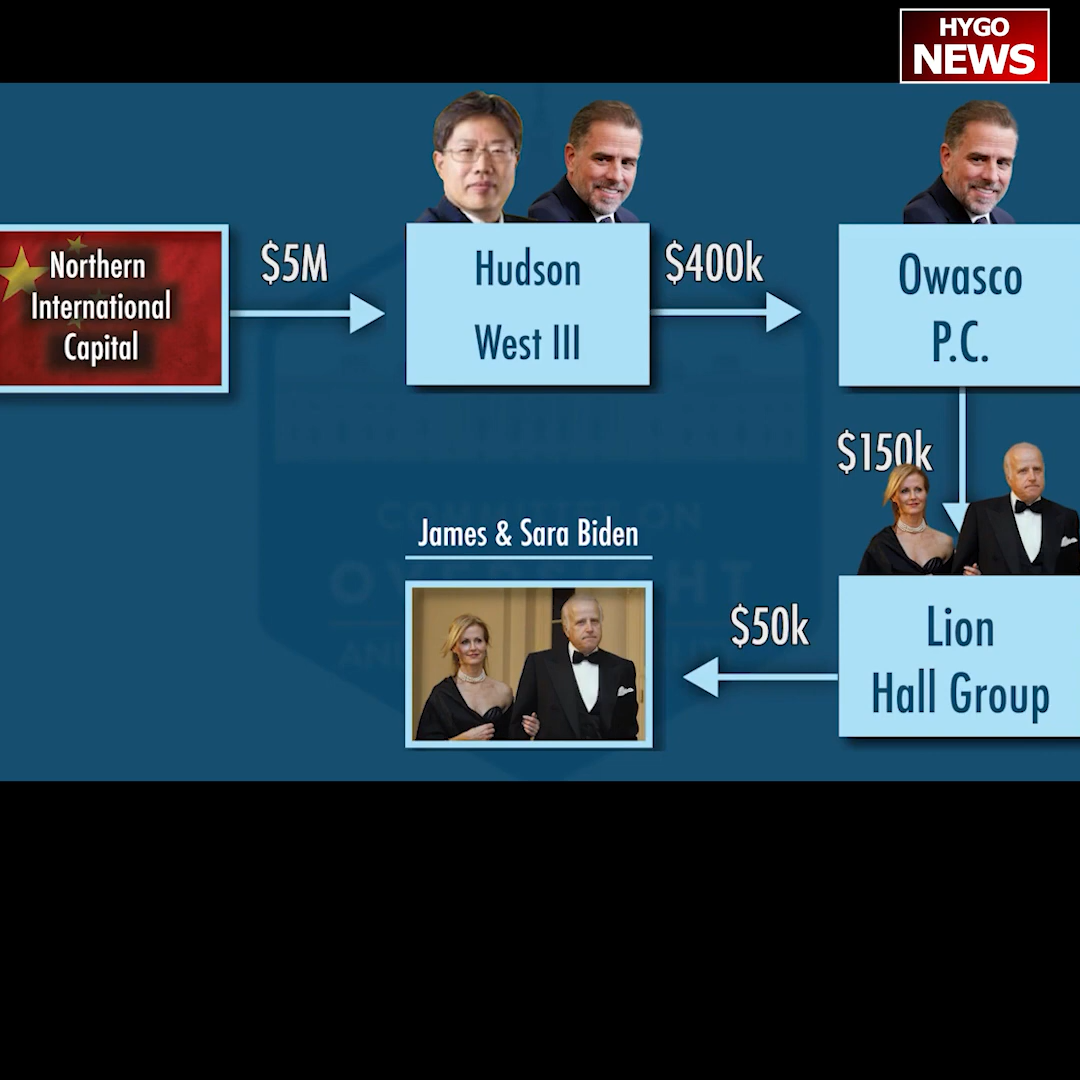 HYGO
NEWS
Northern
International
Capital
$5M
Hudson
West III
$400k
Owasco
P.C.
$150k
James & Sara Biden
OVERSIGHT
$50k
Lion
Hall Group